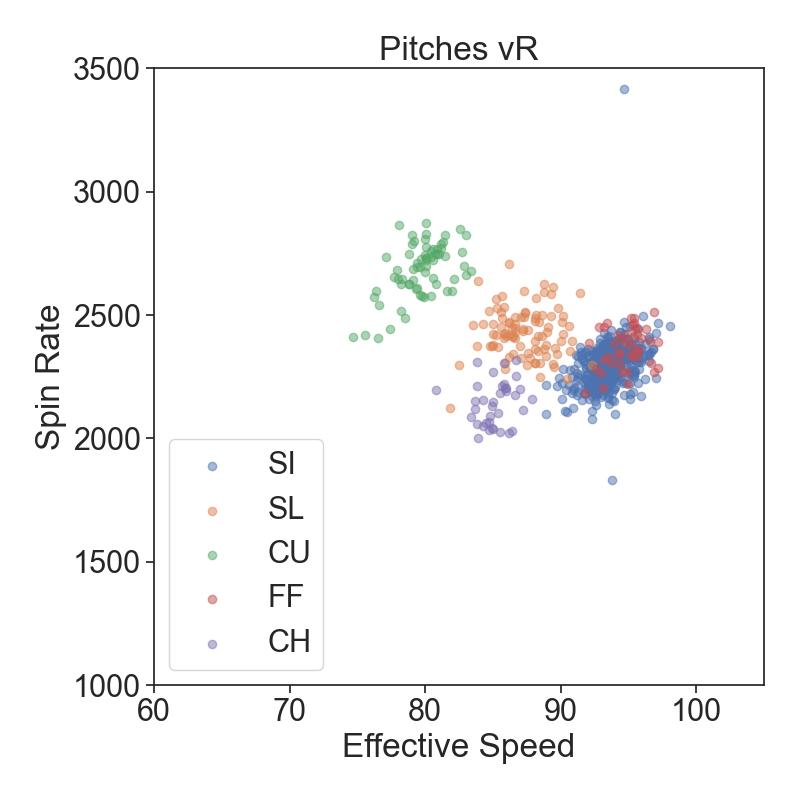 Pitches vR
3500
3000
2500
2000
1500
1000
Spin Rate
SI
SL
CU
FF
CH
60 70 80 90 100
Effective Speed